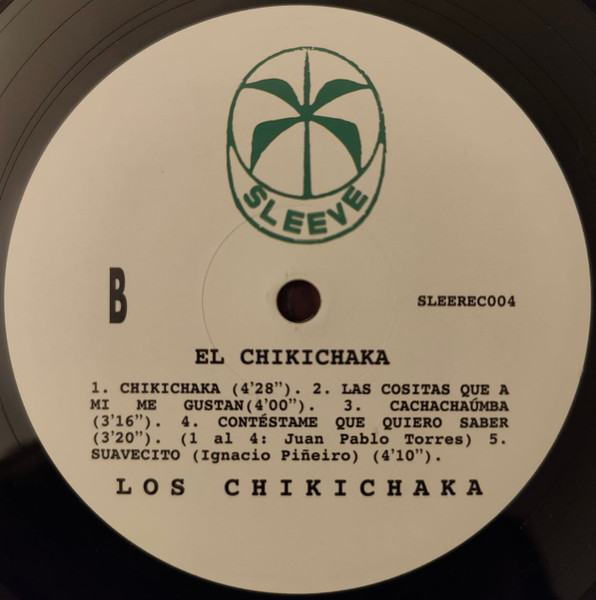 SLEEVE
B
SLEEREC004
EL CHIKICHAKA
1. CHIKICHAKA (4'28"). 2. LAS COSITAS QUE A
MI ME GUSTAN(4'00"). 3. CACHACHAÚMBA
(3'16"). 4. CONTÉSTAME QUE QUIERO SABER
(3'20"). (1 al 4: Juan Pablo Torres) 5.
SUAVECITO (Ignacio Piñeiro) (4'10").
LOS CHIKICHAKA